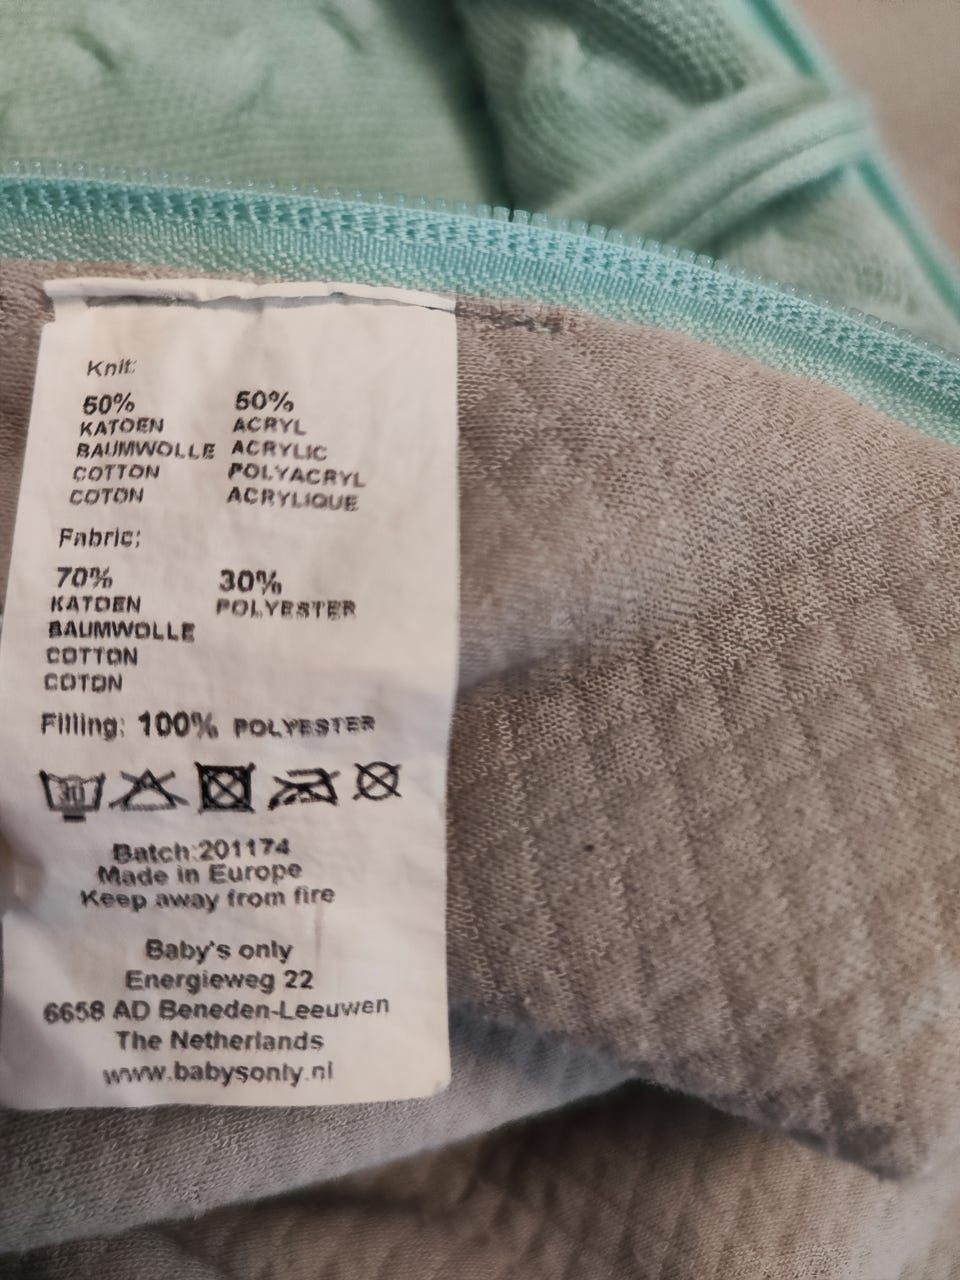 Knit:
50% 50%
KATOEN ACRYL
BAUMWOLLE ACRYLIC
COTTON POLYACRYL
COTON ACRYLIQUE
Fabric:
70% 30%
KATOEN POLYESTER
BAUMWOLLE
COTTON
COTON
Filling: 100% POLYESTER
30
Batch:201174
Made in Europe
Keep away from fire
Baby's only
Energieweg 22
6658 AD Beneden-Leeuwen
The Netherlands
www.babysonly.nl